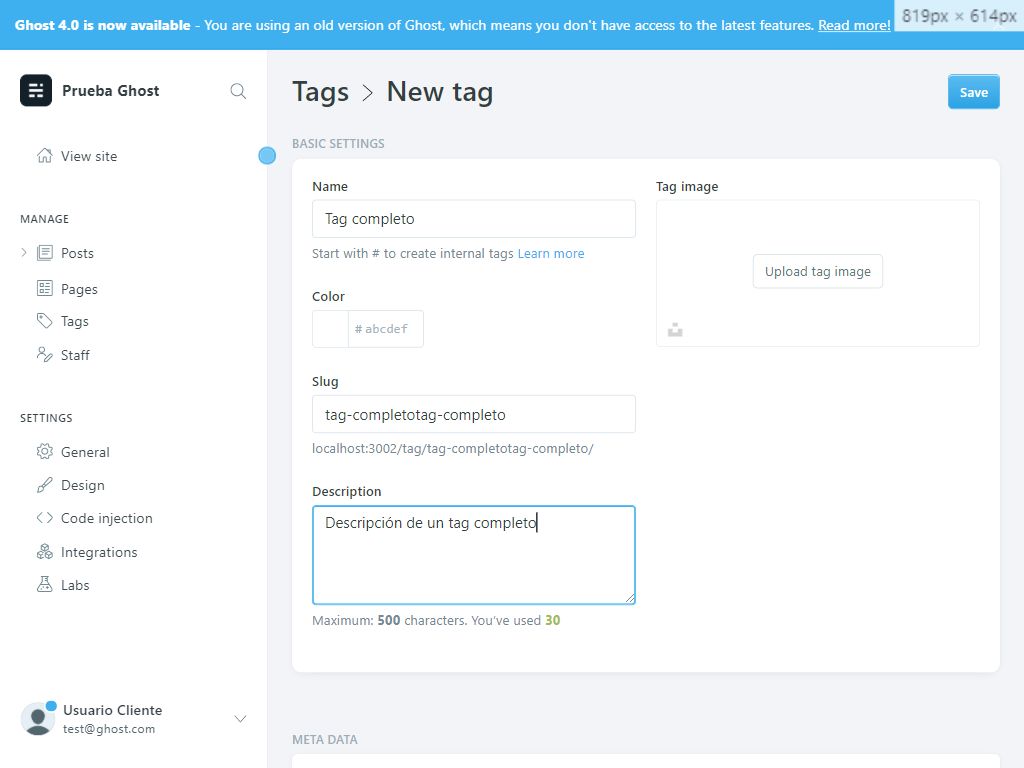 Ghost 4.0 is now available - You are using an old version of Ghost, which means you don't have access to the latest features. Read more!
819px × 614px
Prueba Ghost
View site
MANAGE
Posts
Pages
Tags
Staff
SETTINGS
General
Design
Code injection
Integrations
Labs
Usuario Cliente
test@ghost.com
Tags > New tag
Save
BASIC SETTINGS
Name
Tag completo
Start with # to create internal tags Learn more
Color
# abcdef
Slug
tag-completotag-completo
localhost:3002/tag/tag-completotag-completo/
Description
Descripción de un tag completo
Maximum: 500 characters. You've used 30
Tag image
Upload tag image
META DATA